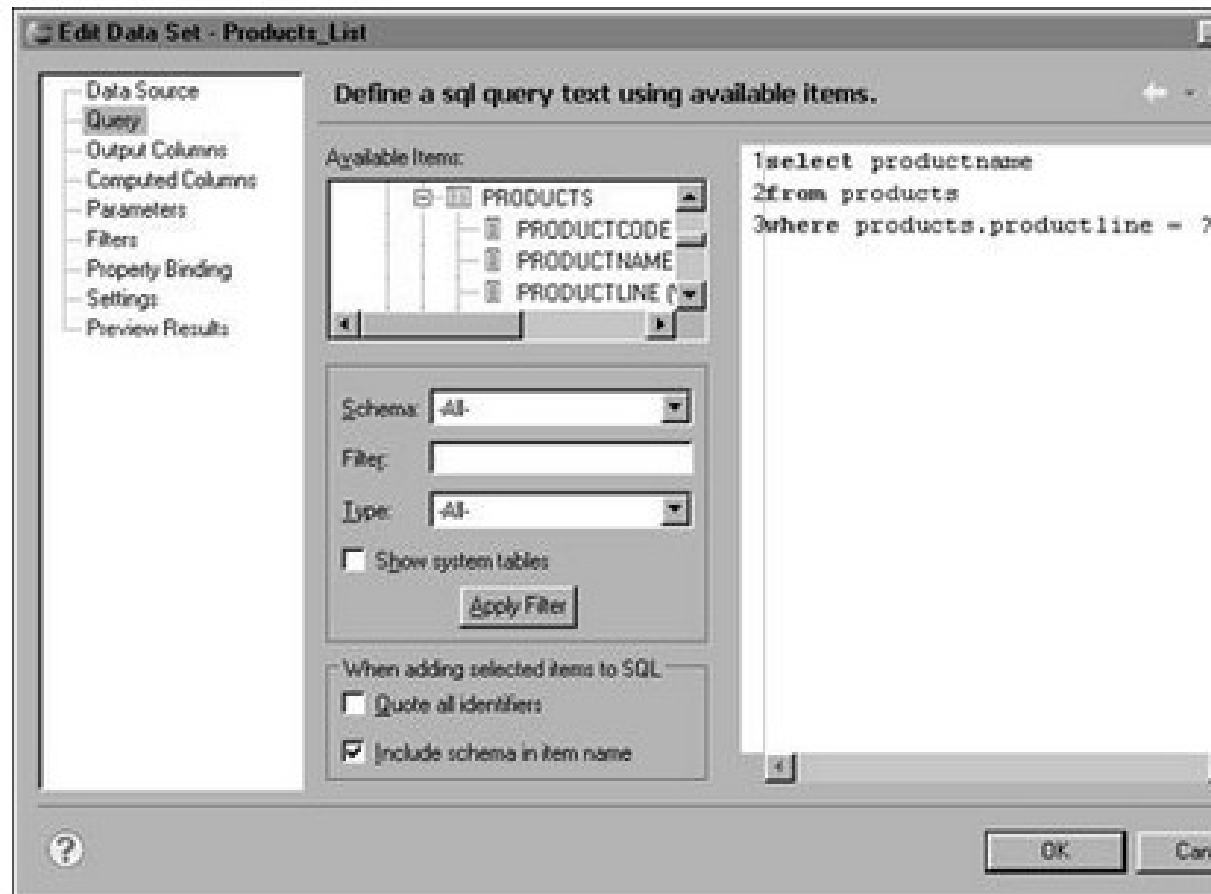 Edit Data Set - Products_List
Data Source
Query
Output Columns
Computed Columns
Parameters
Filters
Property Binding
Settings
Preview Results
Define a sql query text using available items.
Available Items:
PRODUCTS
PRODUCTCODE
PRODUCTNAME
PRODUCTLINE (
Schema: -All-
Filter:
Type: -All-
Show system tables
Apply Filter
When adding selected items to SQL
Quote all identifiers
Include schema in item name
1select productname
2from products
3where products.productline = ?
?
OK